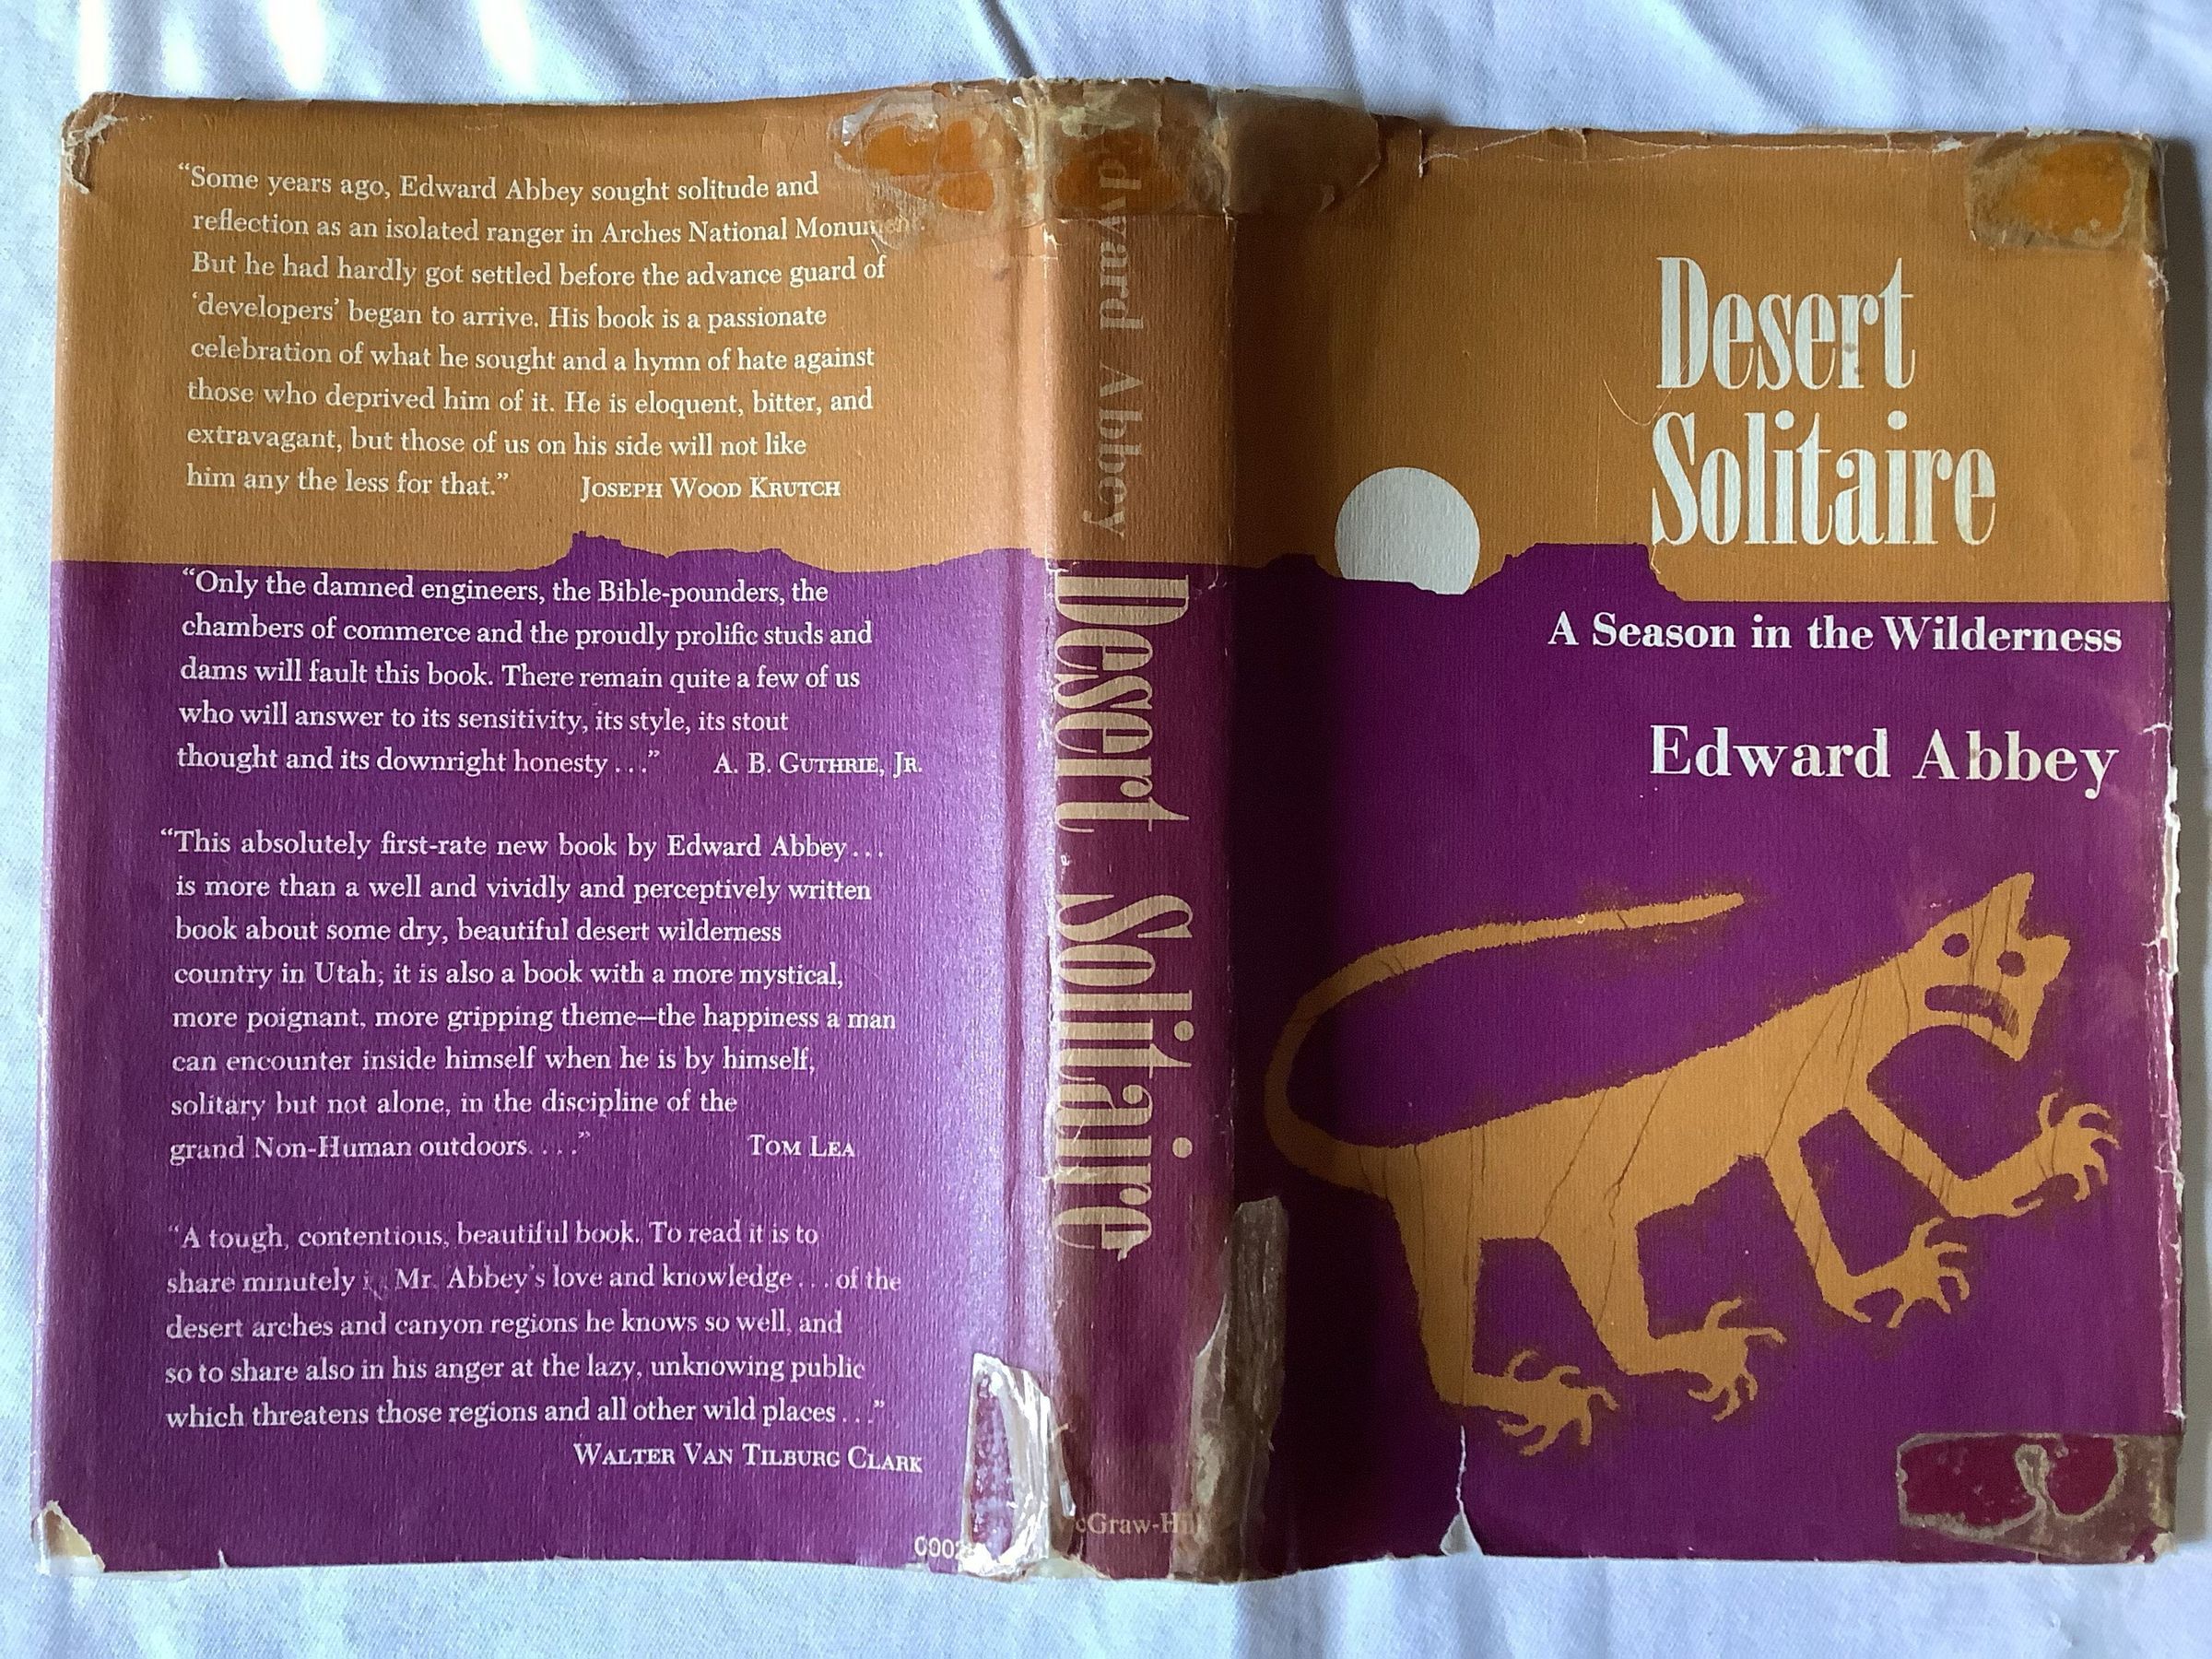 “Some years ago, Edward Abbey sought solitude and
reflection as an isolated ranger in Arches National Monument.
But he had hardly got settled before the advance guard of
‘developers’ began to arrive. His book is a passionate
celebration of what he sought and a hymn of hate against
those who deprived him of it. He is eloquent, bitter, and
extravagant, but those of us on his side will not like
him any the less for that.” JOSEPH WOOD KRUTCH
“Only the damned engineers, the Bible-pounders, the
chambers of commerce and the proudly prolific studs and
dams will fault this book. There remain quite a few of us
who will answer to its sensitivity, its style, its stout
thought and its downright honesty . . .” A. B. GUTHRIE, JR.
“This absolutely first-rate new book by Edward Abbey . . .
is more than a well and vividly and perceptively written
book about some dry, beautiful desert wilderness
country in Utah; it is also a book with a more mystical,
more poignant, more gripping theme—the happiness a man
can encounter inside himself when he is by himself,
solitary but not alone, in the discipline of the
grand Non-Human outdoors. . . .” TOM LEA
“A tough, contentious, beautiful book. To read it is to
share minutely i. Mr. Abbey’s love and knowledge . . . of the
desert arches and canyon regions he knows so well, and
so to share also in his anger at the lazy, unknowing public
which threatens those regions and all other wild places . . .”
WALTER VAN TILBURG CLARK
Edward Abbey
Desert Solitaire
cGraw-Hi
Desert
Solitaire
A Season in the Wilderness
Edward Abbey